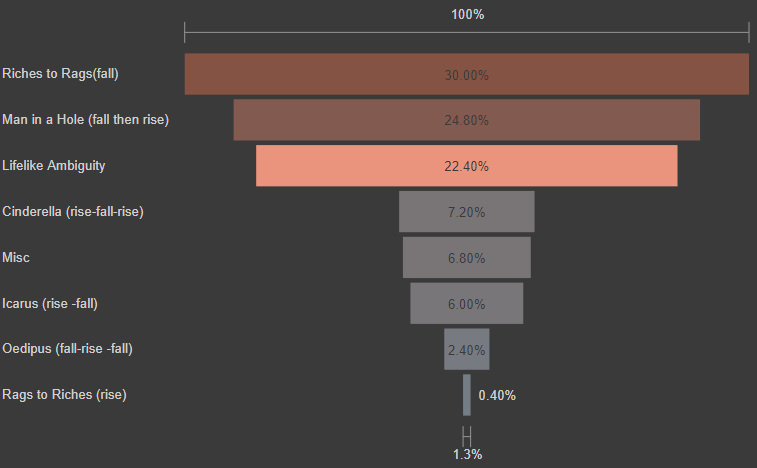 100%
Riches to Rags(fall) 30.00%
Man in a Hole (fall then rise) 24.80%
Lifelike Ambiguity 22.40%
Cinderella (rise-fall-rise) 7.20%
Misc 6.80%
Icarus (rise -fall) 6.00%
Oedipus (fall-rise -fall) 2.40%
Rags to Riches (rise) 0.40%
1.3%